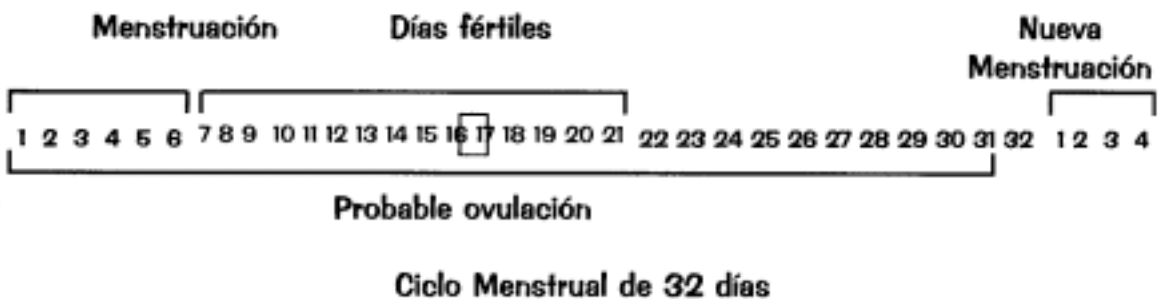 Menstruación Días fértiles Nueva
Menstruación
1 2 3 4 5 6 7 8 9 10 11 12 13 14 15 16 17 18 19 20 21 22 23 24 25 26 27 28 29 30 31 32 1 2 3 4
Probable ovulación
Ciclo Menstrual de 32 días